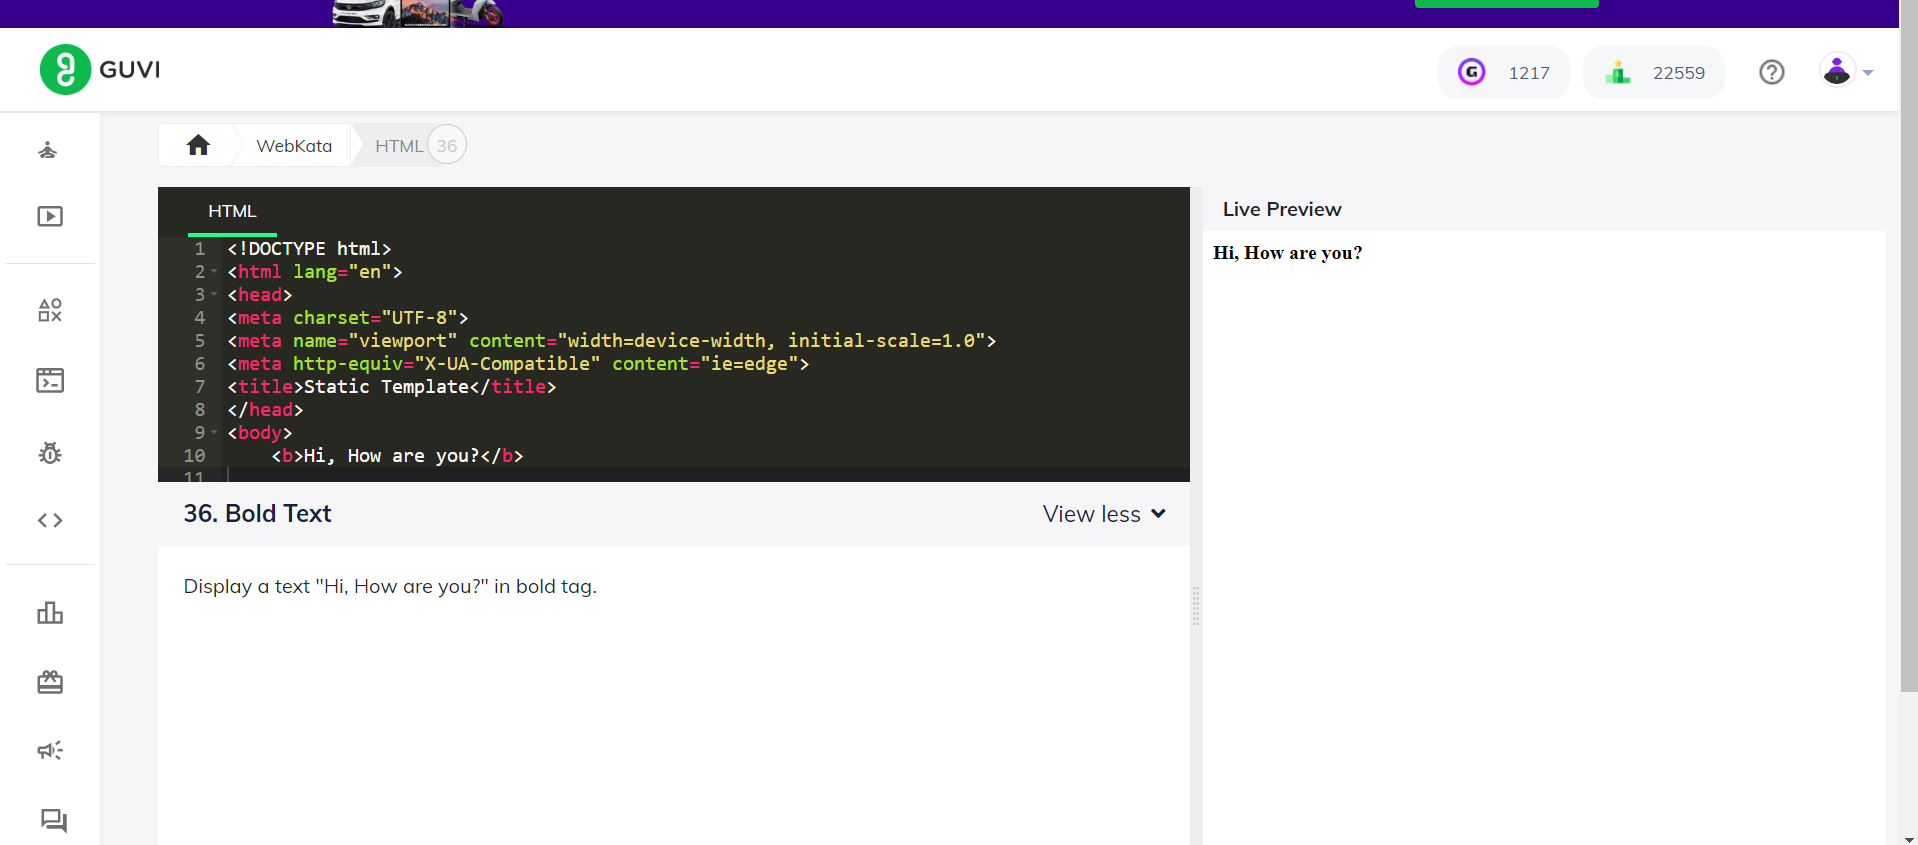 GUVI
1217
22559
WebKata
HTML 36
HTML
Live Preview
1 <!DOCTYPE html>
2 <html lang="en">
3 <head>
4 <meta charset="UTF-8">
5 <meta name="viewport" content="width=device-width, initial-scale=1.0">
6 <meta http-equiv="X-UA-Compatible" content="ie=edge">
7 <title>Static Template</title>
8 </head>
9 <body>
10 <b>Hi, How are you?</b>
11
Hi, How are you?
36. Bold Text
View less
Display a text "Hi, How are you?" in bold tag.